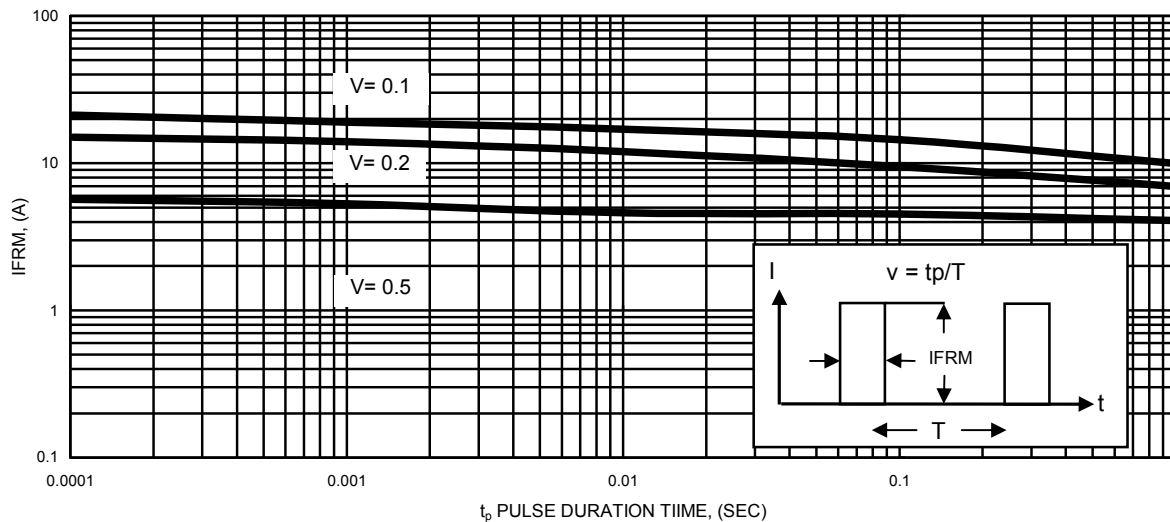 100
V= 0.1
10
V= 0.2
IFRM, (A)
V= 0.5
I
v = tp/T
1
IFRM
t
T
0.1
0.0001
0.001
0.01
0.1
tp PULSE DURATION TIIME, (SEC)